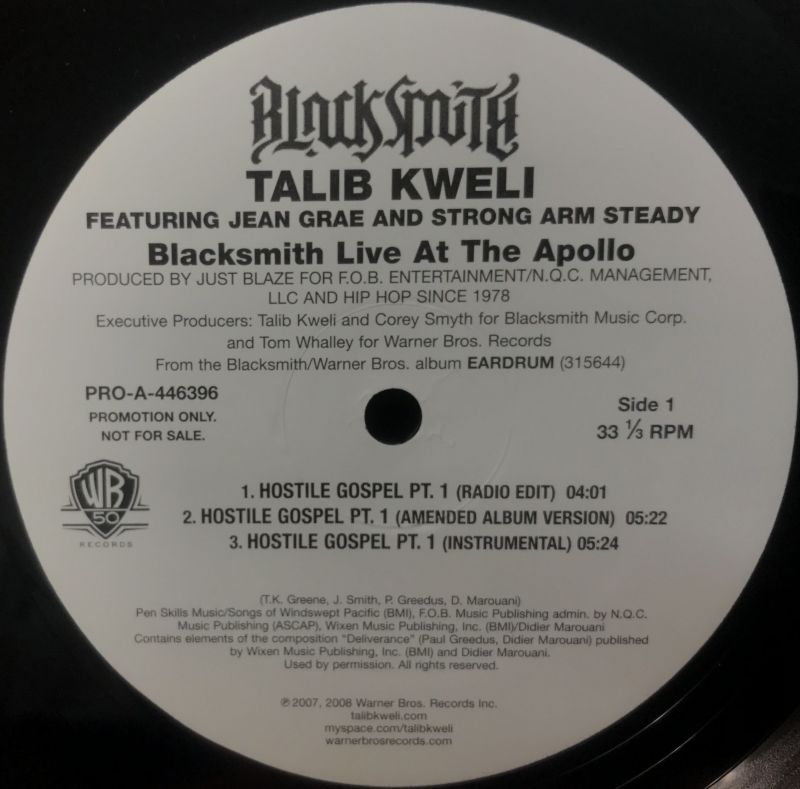 BlackSmith
TALIB KWELI
FEATURING JEAN GRAE AND STRONG ARM STEADY
Blacksmith Live At The Apollo
PRODUCED BY JUST BLAZE FOR F.O.B. ENTERTAINMENT/N.Q.C. MANAGEMENT,
LLC AND HIP HOP SINCE 1978
Executive Producers: Talib Kweli and Corey Smyth for Blacksmith Music Corp.
and Tom Whalley for Warner Bros. Records
From the Blacksmith/Warner Bros. album EARDRUM (315644)
PRO-A-446396
PROMOTION ONLY.
NOT FOR SALE.
Side 1
33 ⅓ RPM
WB
50
RECORDS
1. HOSTILE GOSPEL PT. 1 (RADIO EDIT) 04:01
2. HOSTILE GOSPEL PT. 1 (AMENDED ALBUM VERSION) 05:22
3. HOSTILE GOSPEL PT. 1 (INSTRUMENTAL) 05:24
(T.K. Greene, J. Smith, P. Greedus, D. Marouani)
Pen Skills Music/Songs of Windswept Pacific (BMI), F.O.B. Music Publishing admin. by N.Q.C.
Music Publishing (ASCAP), Wixen Music Publishing, Inc. (BMI)/Didier Marouani
Contains elements of the composition "Deliverance" (Paul Greedus, Didier Marouani) published
by Wixen Music Publishing, Inc. (BMI) and Didier Marouani.
Used by permission. All rights reserved.
℗ 2007, 2008 Warner Bros. Records Inc.
talibkweli.com
myspace.com/talibkweli
warnerbrosrecords.com